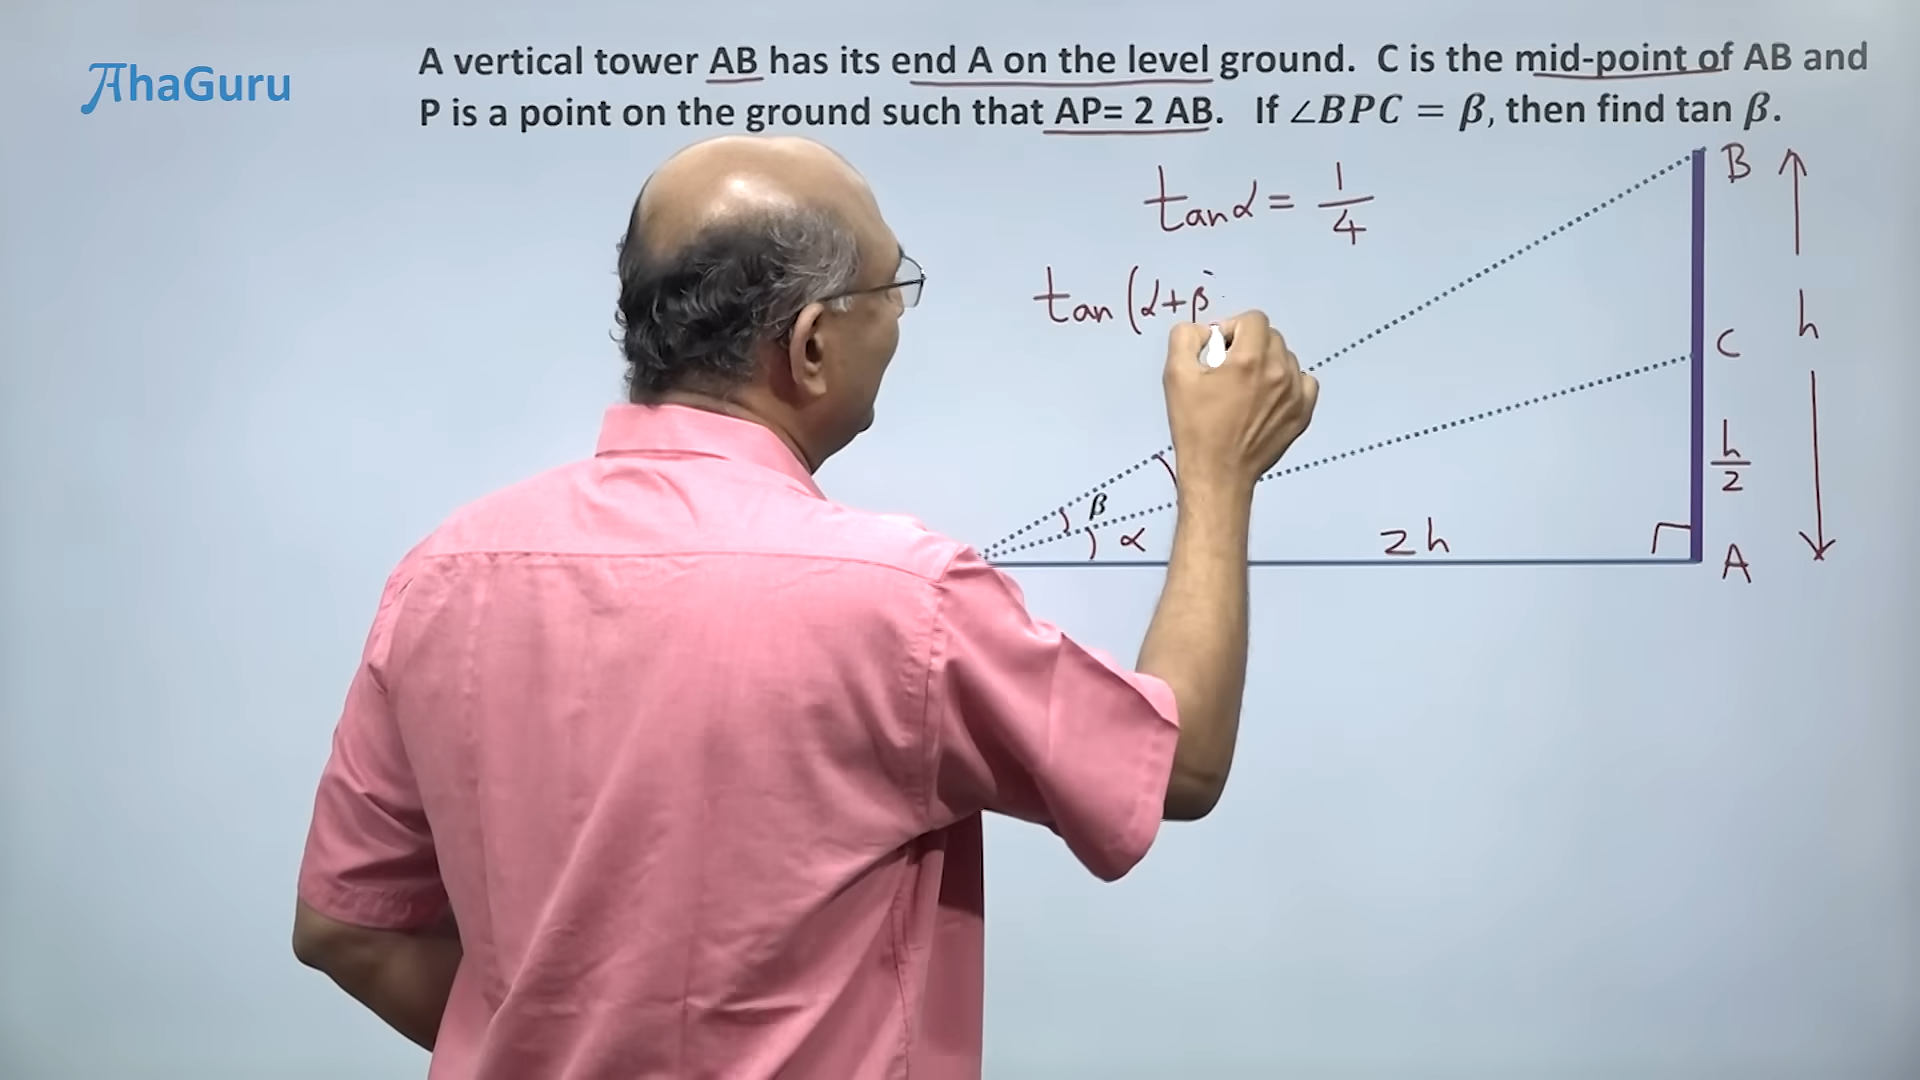 AhaGuru
A vertical tower AB has its end A on the level ground. C is the mid-point of AB and
P is a point on the ground such that AP= 2 AB. If ∠BPC = β, then find tan β.
tan α = 1/4
tan (α+β
B
C
h
h/2
β
α
2h
A